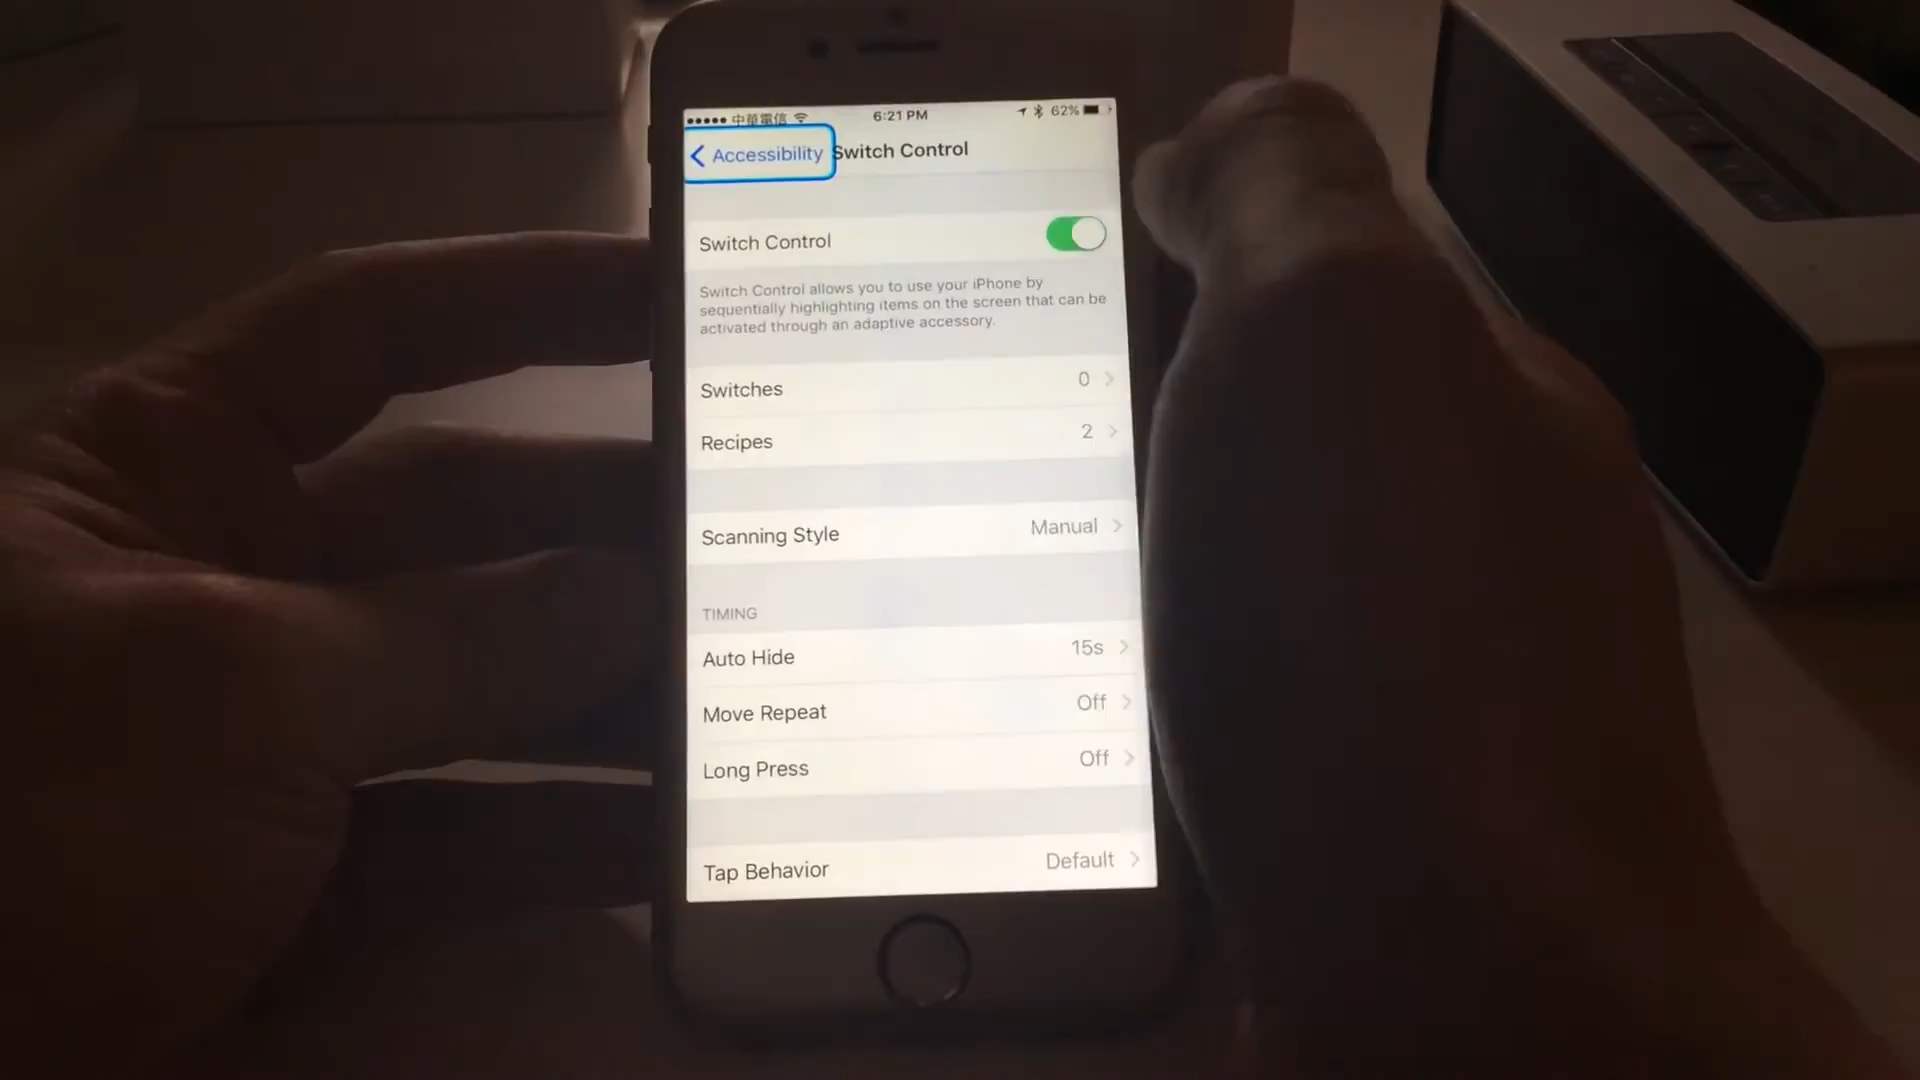 中華電信 6:21 PM 62%
Accessibility Switch Control
Switch Control
Switch Control allows you to use your iPhone by
sequentially highlighting items on the screen that can be
activated through an adaptive accessory.
Switches 0
Recipes 2
Scanning Style Manual
TIMING
Auto Hide 15s
Move Repeat Off
Long Press Off
Tap Behavior Default